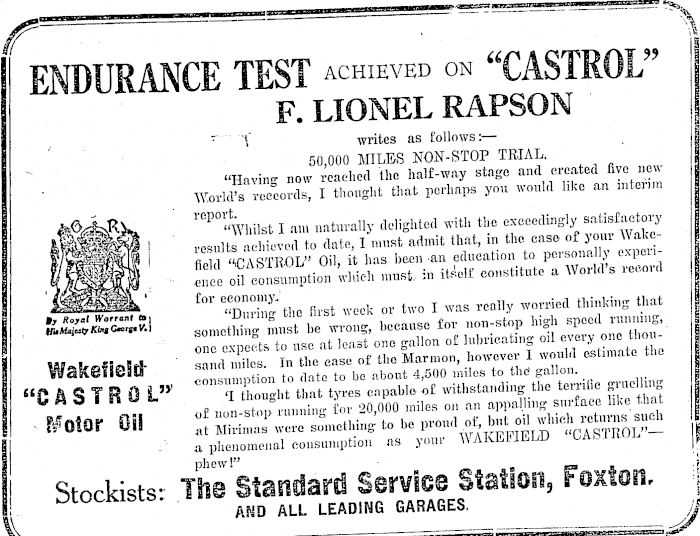 ENDURANCE TEST ACHIEVED ON "CASTROL"
F. LIONEL RAPSON
writes as follows:—
50,000 MILES NON-STOP TRIAL.
"Having now reached the half-way stage and created five new
World's reccords, I thought that perhaps you would like an interim
report.
"Whilst I am naturally delighted with the exceedingly satisfactory
results achieved to date, I must admit that, in the case of your Wake-
field "CASTROL" Oil, it has been an education to personally experi-
ence oil consumption which must in itself constitute a World's record
for economy.
"During the first week or two I was really worried thinking that
something must be wrong, because for non-stop high speed running,
one expects to use at least one gallon of lubricating oil every one thou-
sand miles. In the case of the Marmon, however I would estimate the
consumption to date to be about 4,500 miles to the gallon.
'I thought that tyres capable of withstanding the terrific gruelling
of non-stop running for 20,000 miles on an appalling surface like that
at Mirimas were something to be proud of, but oil which returns such
a phenomenal consumption as your WAKEFIELD "CASTROL"—
phew!"
G R
By Royal Warrant to
His Majesty King George V.
Wakefield
"CASTROL"
Motor Oil
Stockists: The Standard Service Station, Foxton.
AND ALL LEADING GARAGES.